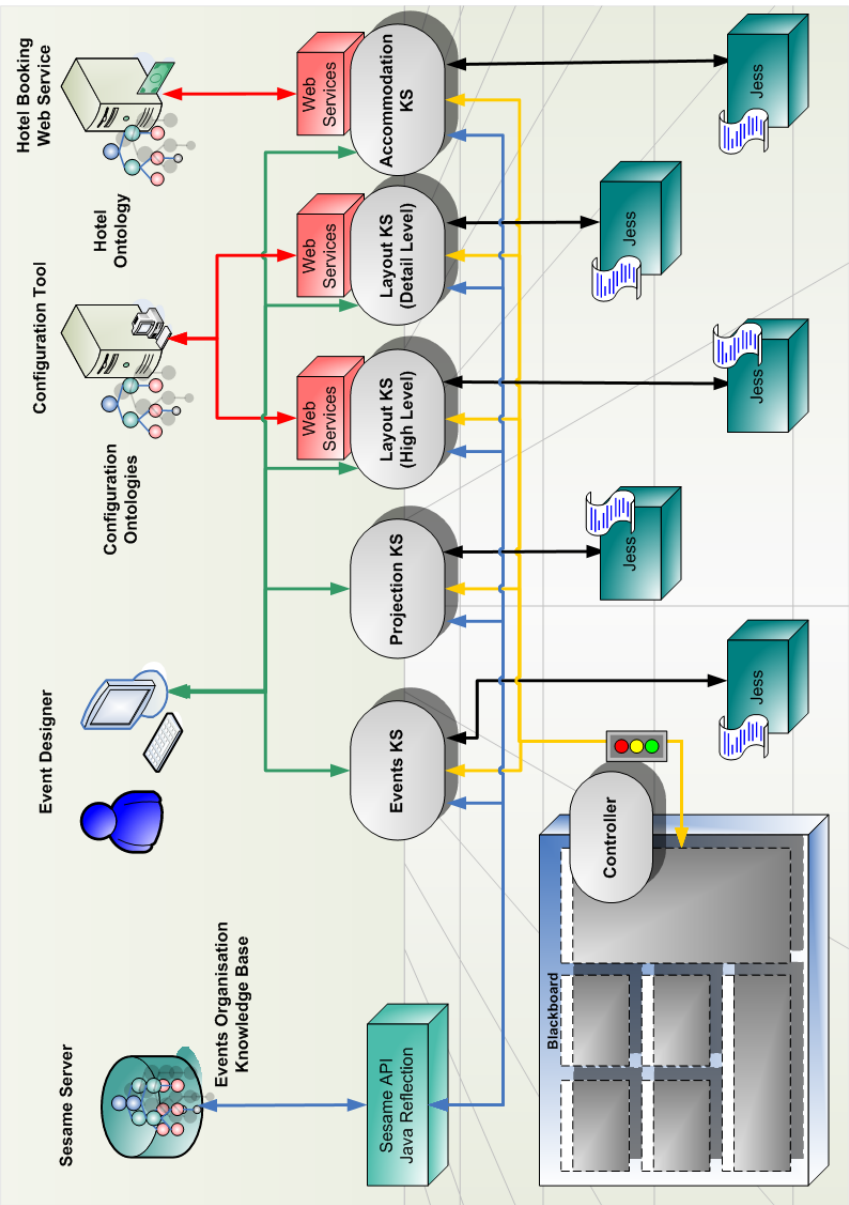 Sesame Server
Event Designer
Configuration Tool
Hotel Booking
Web Service
Configuration
Ontologies
Hotel
Ontology
Events Organisation
Knowledge Base
Web
Services
Web
Services
Web
Services
Sesame API
Java Reflection
Events KS
Projection KS
Layout KS
(High Level)
Layout KS
(Detail Level)
Accommodation
KS
Blackboard
Controller
Jess
Jess
Jess
Jess
Jess